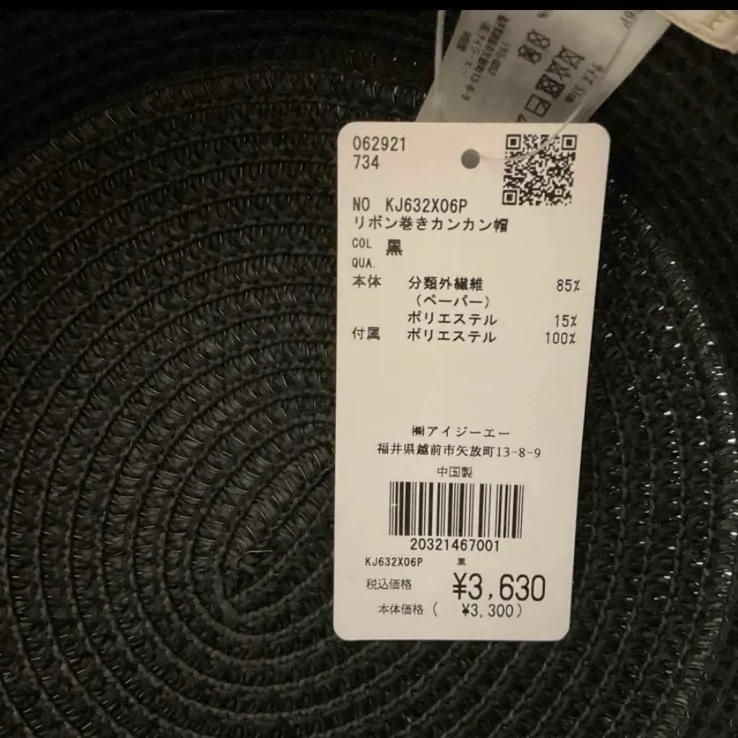 062921
734
NO KJ632X06P
リボン巻きカンカン帽
COL 黒
QUA.
本体 分類外繊維 85%
(ペーパー)
ポリエステル 15%
付属 ポリエステル 100%
㈱アイジーエー
福井県越前市矢放町13-8-9
中国製
20321467001
KJ632X06P 黒
税込価格 ¥3,630
本体価格( ¥3,300)